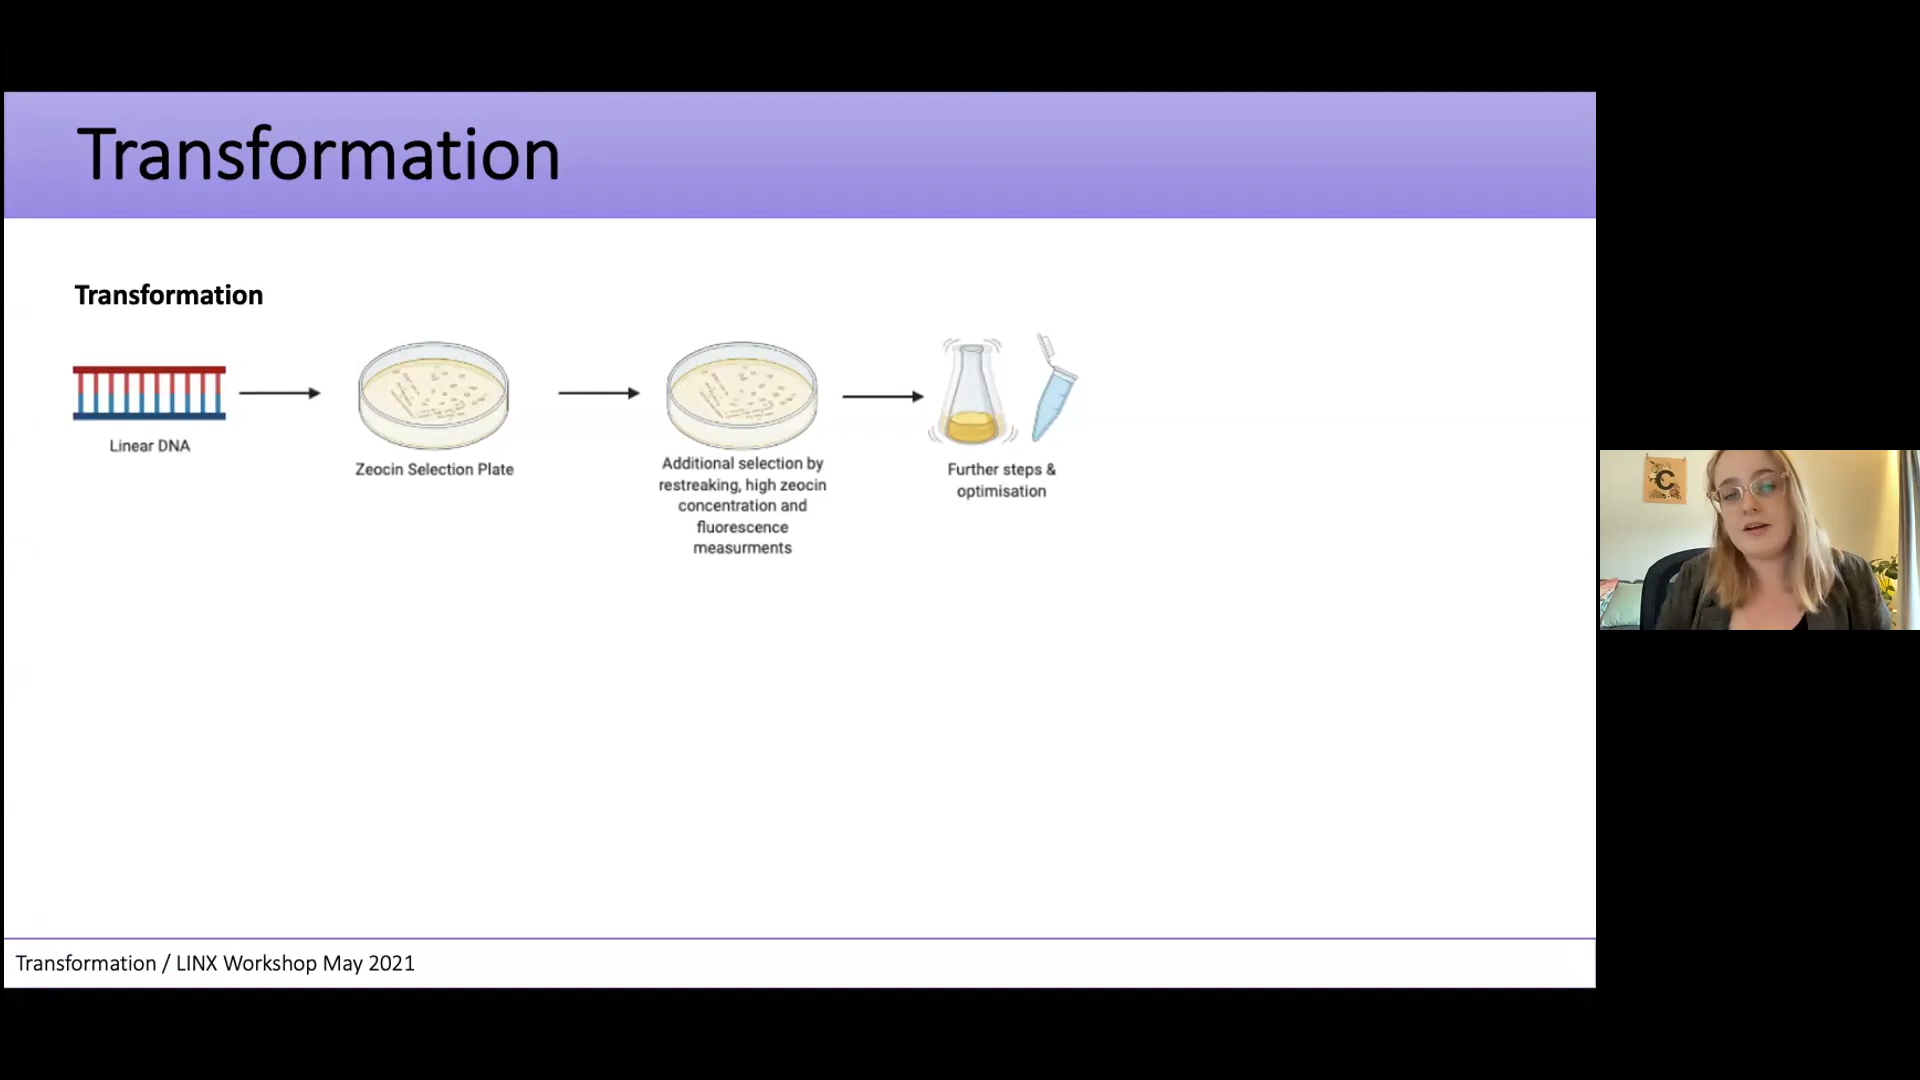 Transformation
Transformation
Linear DNA
Zeocin Selection Plate
Additional selection by
restreaking, high zeocin
concentration and
fluorescence
measurments
Further steps &
optimisation
C
Transformation / LINX Workshop May 2021